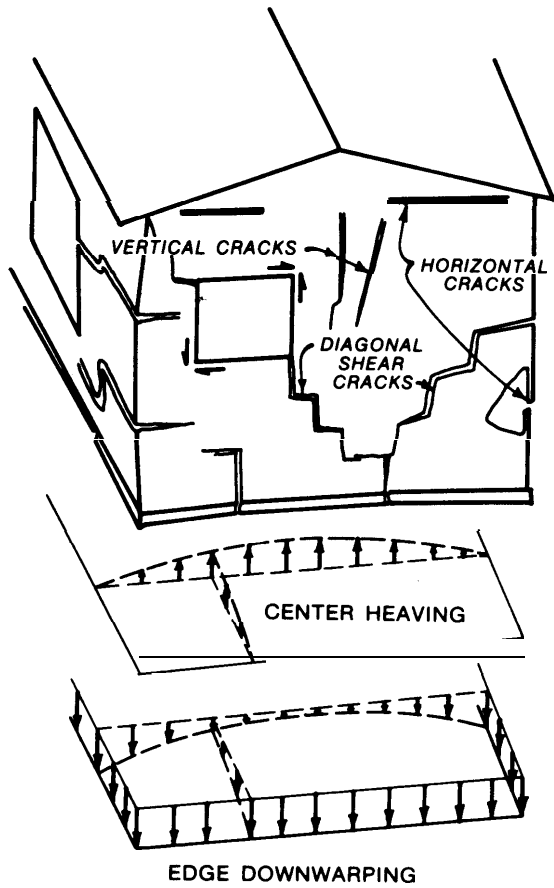 VERTICAL CRACKS
HORIZONTAL
CRACKS
DIAGONAL
SHEAR
CRACKS
CENTER HEAVING
EDGE DOWNWARPING